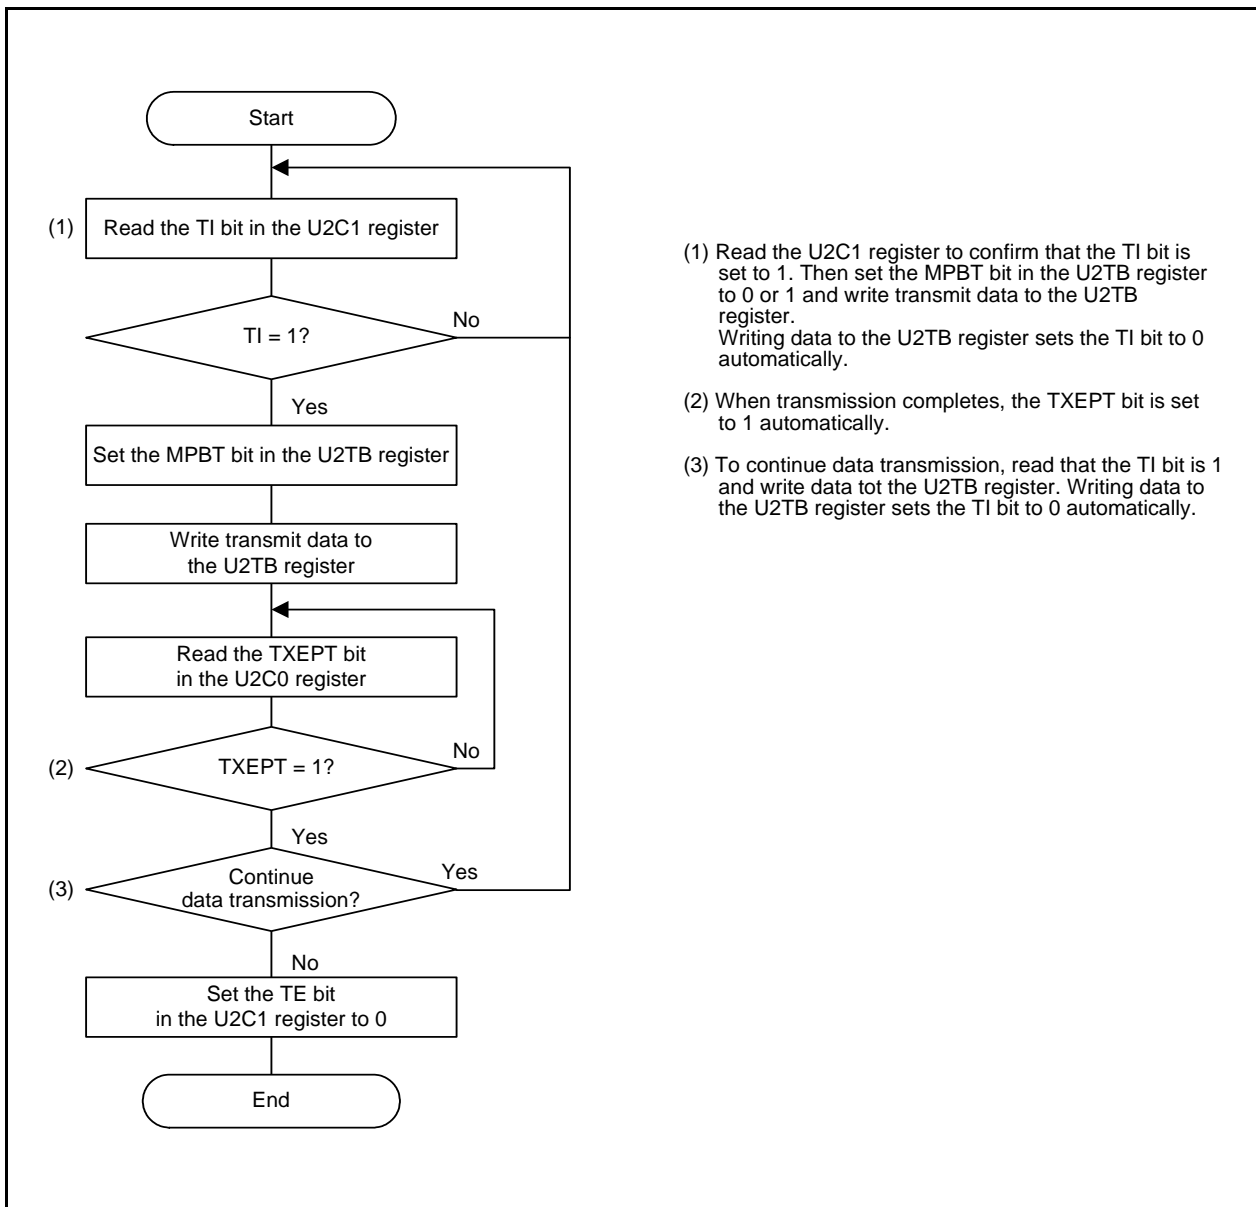 Start
(1)
Read the TI bit in the U2C1 register
TI = 1?
No
Yes
Set the MPBT bit in the U2TB register
Write transmit data to
the U2TB register
Read the TXEPT bit
in the U2C0 register
(2)
TXEPT = 1?
No
Yes
(3)
Continue
data transmission?
Yes
No
Set the TE bit
in the U2C1 register to 0
End
(1) Read the U2C1 register to confirm that the TI bit is
set to 1. Then set the MPBT bit in the U2TB register
to 0 or 1 and write transmit data to the U2TB
register.
Writing data to the U2TB register sets the TI bit to 0
automatically.
(2) When transmission completes, the TXEPT bit is set
to 1 automatically.
(3) To continue data transmission, read that the TI bit is 1
and write data tot the U2TB register. Writing data to
the U2TB register sets the TI bit to 0 automatically.